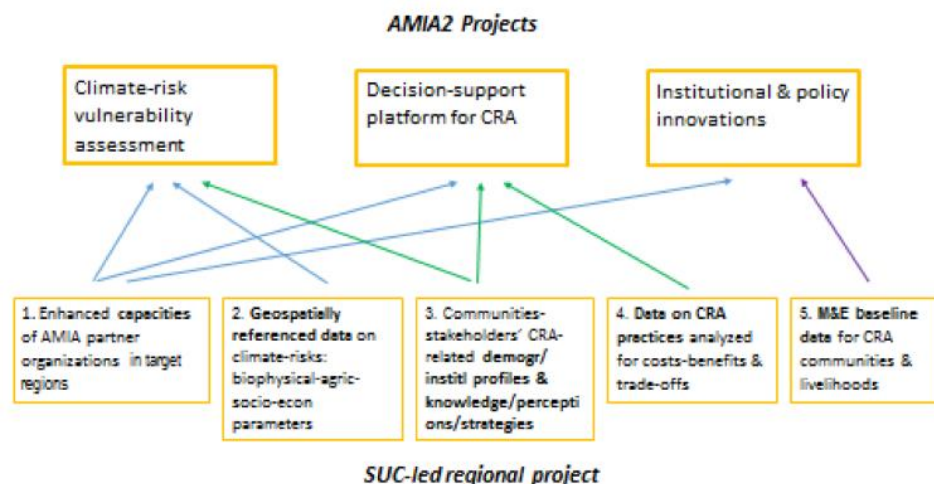 AMIA2 Projects
Climate-risk
vulnerability
assessment
Decision-support
platform for CRA
Institutional & policy
innovations
1. Enhanced capacities
of AMIA partner
organizations in target
regions
2. Geospatially
referenced data on
climate-risks:
biophysical-agric-
socio-econ
parameters
3. Communities-
stakeholders' CRA-
related demogr/
institl profiles &
knowledge/percepti
ons/strategies
4. Data on CRA
practices analyzed
for costs-benefits &
trade-offs
5. M&E baseline
data for CRA
communities &
livelihoods
SUC-led regional project